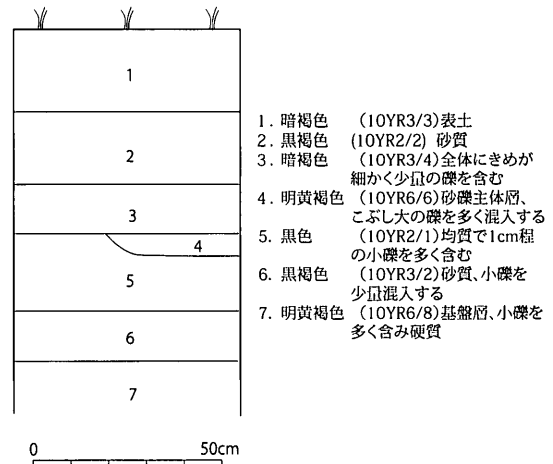 1
2
3
4
5
6
7
1. 暗褐色 (10YR3/3)表土
2. 黒褐色 (10YR2/2) 砂質
3. 暗褐色 (10YR3/4)全体にきめが
細かく少量の礫を含む
4. 明黄褐色 (10YR6/6)砂礫主体層、
こぶし大の礫を多く混入する
5. 黒色 (10YR2/1)均質で1cm程
の小礫を多く含む
6. 黒褐色 (10YR3/2)砂質、小礫を
少量混入する
7. 明黄褐色 (10YR6/8)基盤層、小礫を
多く含み硬質
0 50cm